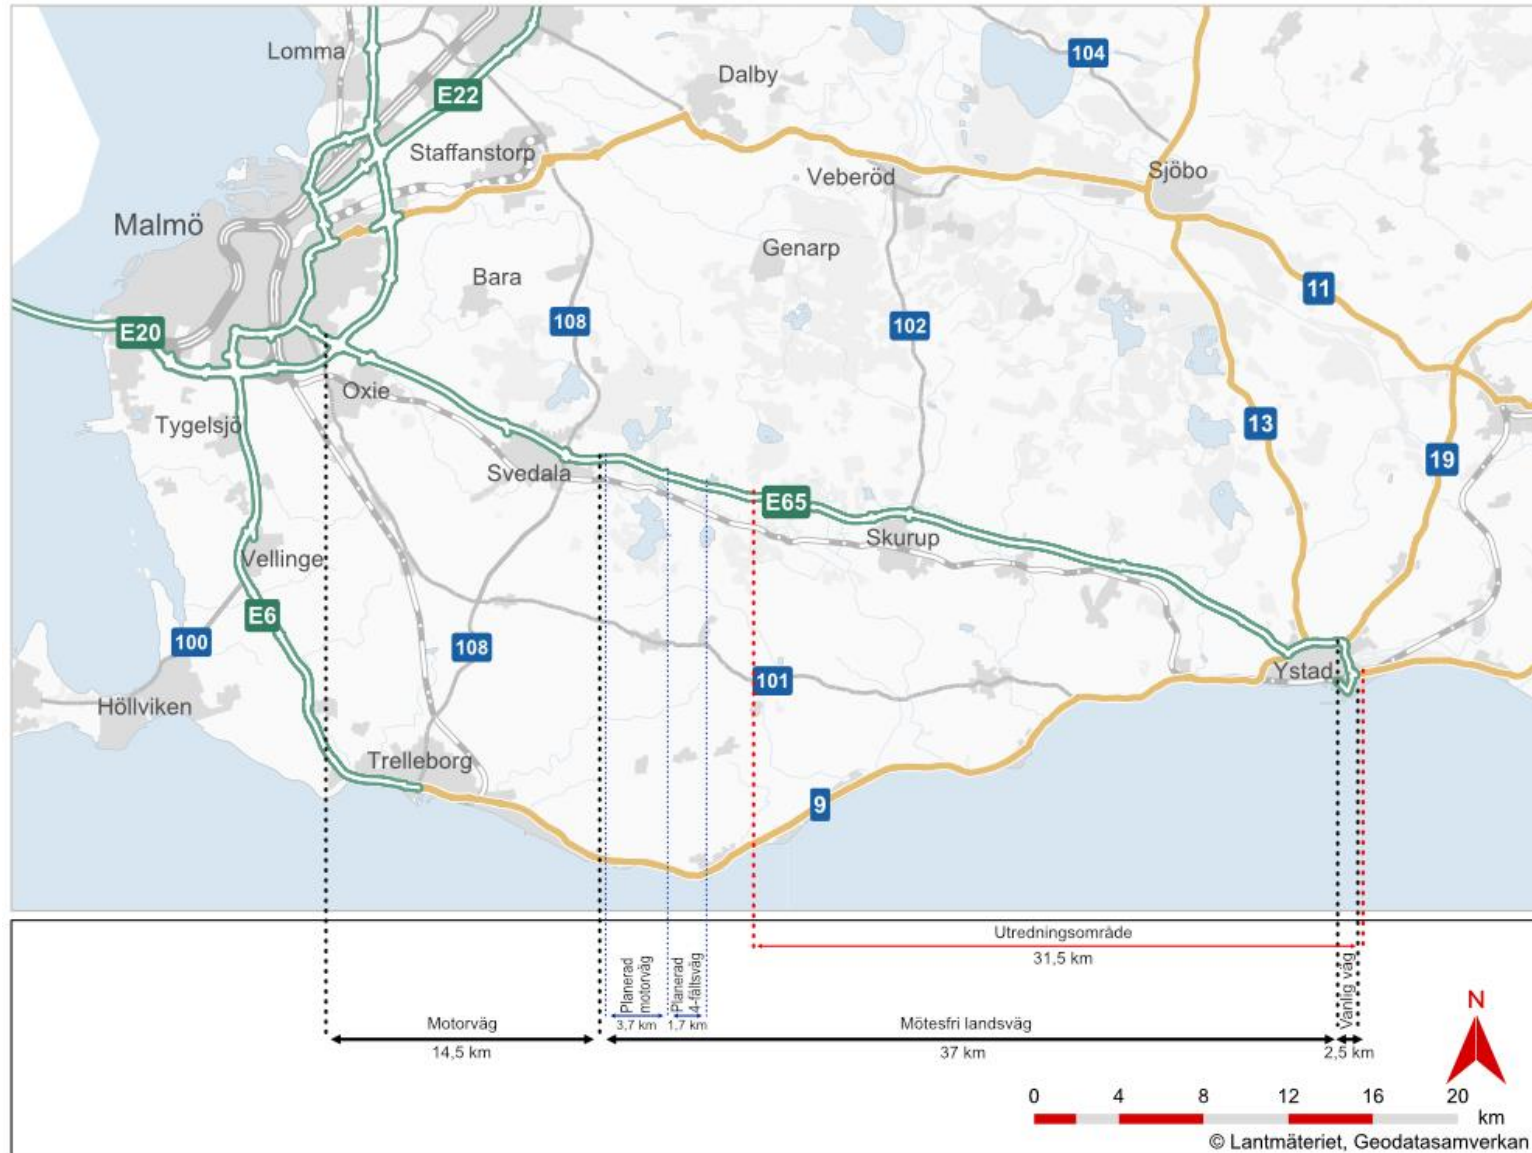 Lomma
E22
Dalby
104
Staffanstorp
Veberöd
Sjöbo
Malmö
Genarp
Bara
11
108
102
E20
Oxie
Tygelsjö
13
19
Svedala
E65
Skurup
Vellinge
E6
100
108
101
Ystad
Höllviken
Trelleborg
9
Utredningsområde
31,5 km
Planerad
motorväg
3,7 km
Planerad
4-fältsväg
1,7 km
Vanlig väg
Motorväg
14,5 km
Mötesfri landsväg
37 km
2,5 km
N
0 4 8 12 16 20
km
© Lantmäteriet, Geodatasamverkan